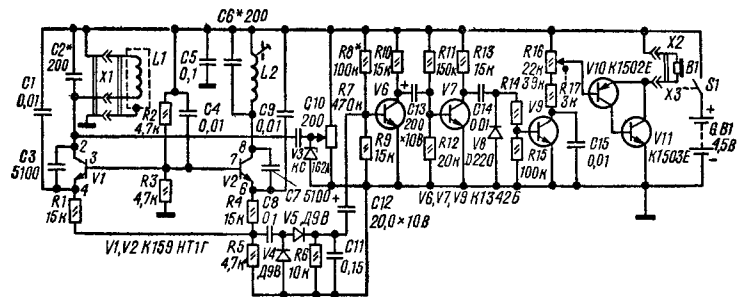 C6*200
C2*
200
X1
L1
C5
0,1
L2
C1
0,01
R2
4,7к
C4
0,01
C9
0,01
C10
200
R7
470к
R8*
100к
R10
15к
V6
C13
200
×10В
R11
150к
R13
15к
V7
C14
0,01
R14
R16
22к
3,9к
R17
3к
V10 К1502Е
X2
B1
X3
S1
GB1
4,5В
V9
V11
К1503Е
C3
5100
2
3
4
V1
R3
4,7к
8
7
6
V2
V3
КС
162А
C7 5100
R9
15к
R12
20к
V8
Д220
R15
100к
C15
0,01
R1
15к
R4
15к
C8
0,1
V5 Д9В
C12
20,0×10В
V6,V7,V9 КТ342Б
V1,V2 К159 НТ1Г
R5
4,7к
V4
Д9В
R6
10к
C11
0,15